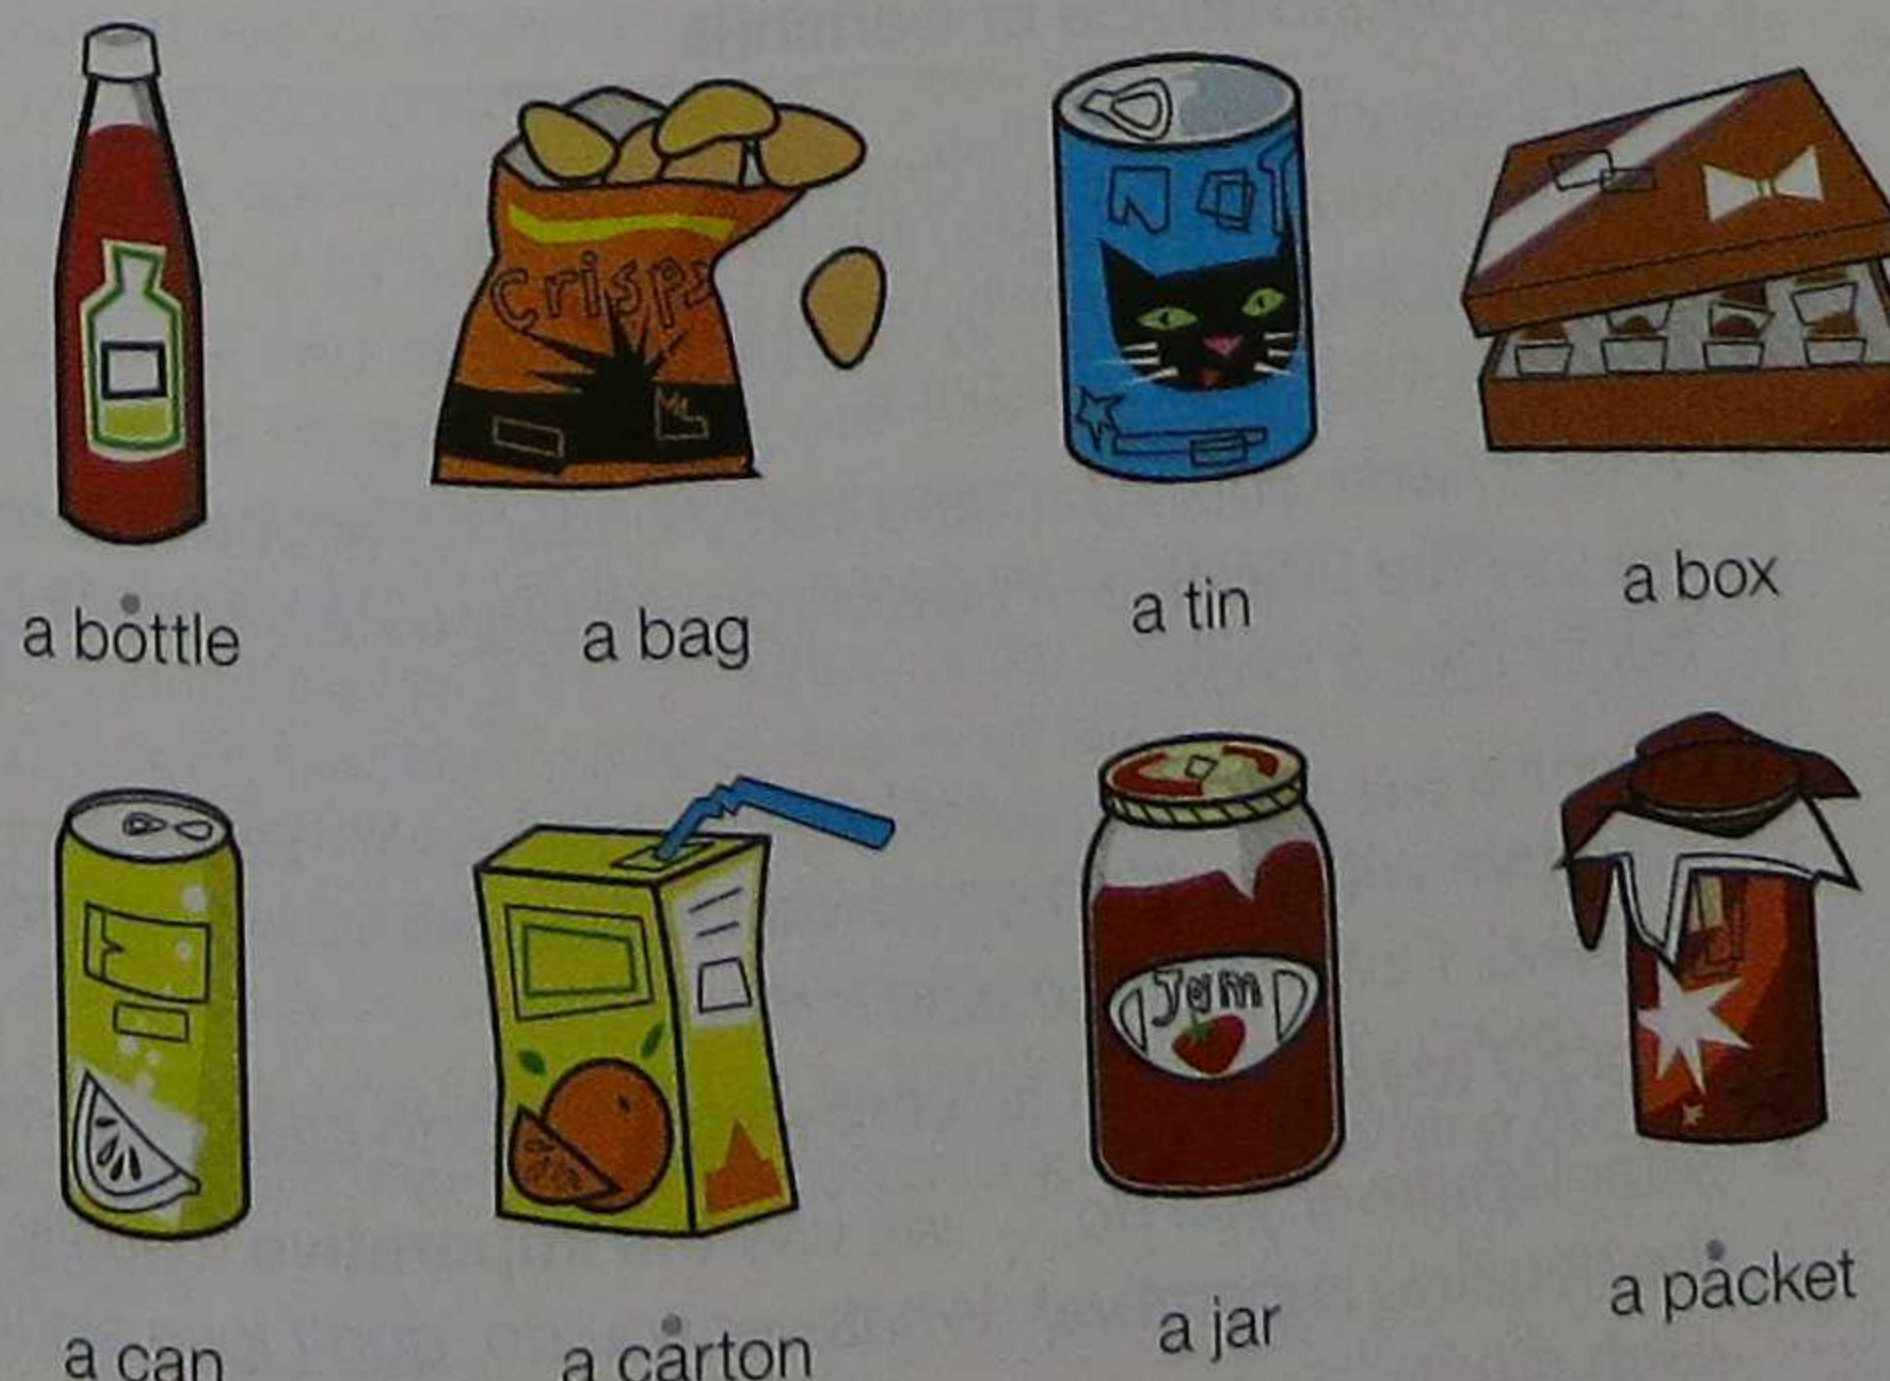 Crisps
a bottle
a bag
a tin
a box
Jam
a can
a carton
a jar
a packet